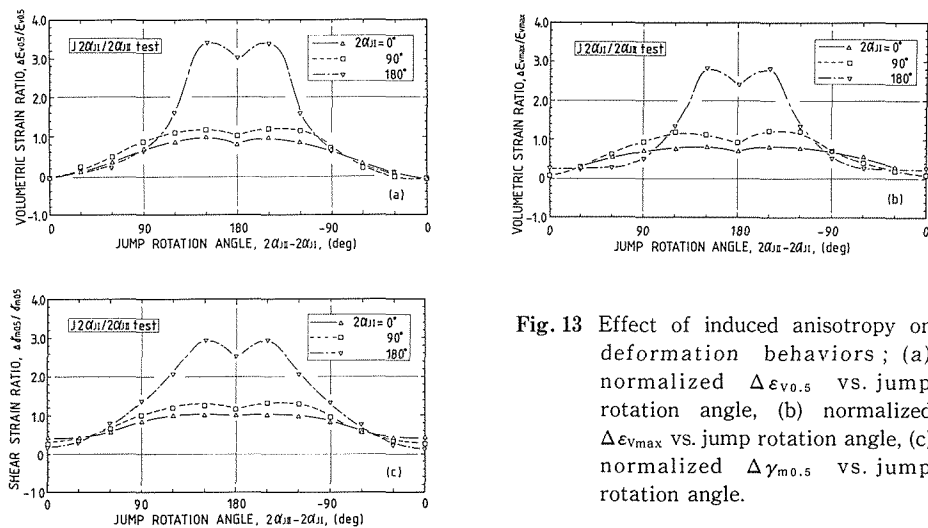 VOLUMETRIC STRAIN RATIO, Δεv0.5/εv0.5
4.0
3.0
2.0
1.0
0
-1.0
J2αJI/2αJII test
2αJI=0°
90°
180°
(a)
0 90 180 -90 0
JUMP ROTATION ANGLE, 2αJII-2αJI, (deg)
VOLUMETRIC STRAIN RATIO, Δεvmax/εvmax
4.0
3.0
2.0
1.0
0
-1.0
J2αJI/2αJII test
2αJI=0°
90°
180°
(b)
0 90 180 -90 0
JUMP ROTATION ANGLE, 2αJII-2αJI, (deg)
SHEAR STRAIN RATIO, Δγm0.5/γm0.5
4.0
3.0
2.0
1.0
0
-1 0
J2αJI/2αJII test
2αJI=0°
90°
180°
(c)
0 90 180 -90 0
JUMP ROTATION ANGLE, 2αJII-2αJI, (deg)
Fig. 13 Effect of induced anisotropy on
deformation behaviors ; (a)
normalized Δεv0.5 vs. jump
rotation angle, (b) normalized
Δεvmax vs. jump rotation angle, (c)
normalized Δγm0.5 vs. jump
rotation angle.